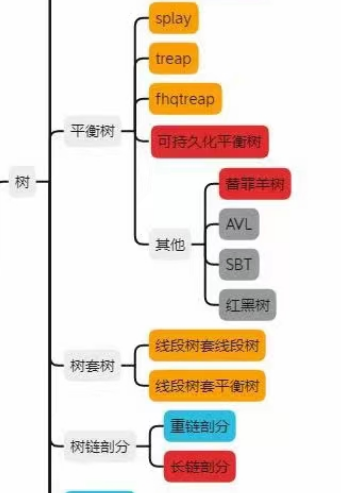 splay
treap
fhqtreap
平衡树
可持久化平衡树
树
替罪羊树
AVL
其他
SBT
红黑树
线段树套线段树
树套树
线段树套平衡树
重链剖分
树链剖分
长链剖分